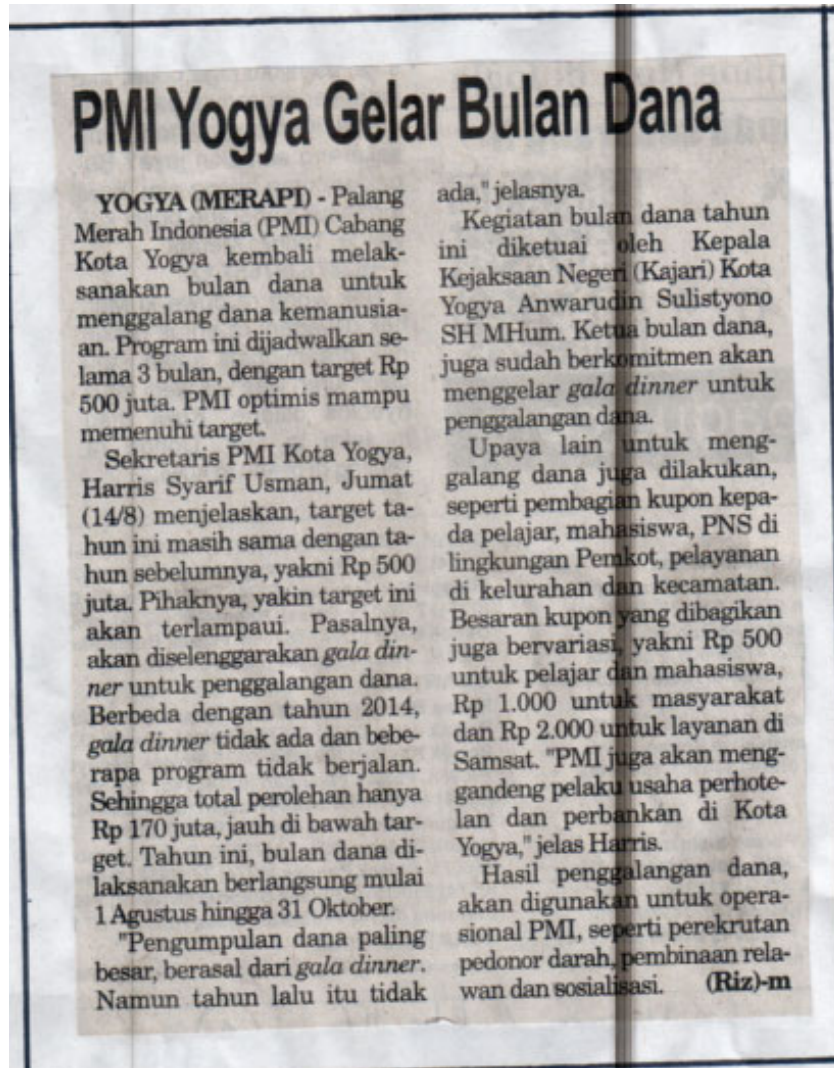 PMI Yogya Gelar Bulan Dana
YOGYA (MERAPI) - Palang
Merah Indonesia (PMI) Cabang
Kota Yogya kembali melak-
sanakan bulan dana untuk
menggalang dana kemanusia-
an. Program ini dijadwalkan se-
lama 3 bulan, dengan target Rp
500 juta. PMI optimis mampu
memenuhi target.
Sekretaris PMI Kota Yogya,
Harris Syarif Usman, Jumat
(14/8) menjelaskan, target ta-
hun ini masih sama dengan ta-
hun sebelumnya, yakni Rp 500
juta. Pihaknya, yakin target ini
akan terlampaui. Pasalnya,
akan diselenggarakan gala din-
ner untuk penggalangan dana.
Berbeda dengan tahun 2014,
gala dinner tidak ada dan bebe-
rapa program tidak berjalan.
Sehingga total perolehan hanya
Rp 170 juta, jauh di bawah tar-
get. Tahun ini, bulan dana di-
laksanakan berlangsung mulai
1 Agustus hingga 31 Oktober.
"Pengumpulan dana paling
besar, berasal dari gala dinner.
Namun tahun lalu itu tidak
ada," jelasnya.
Kegiatan bulan dana tahun
ini diketuai oleh Kepala
Kejaksaan Negeri (Kajari) Kota
Yogya Anwarudin Sulistyono
SH MHum. Ketua bulan dana,
juga sudah berkomitmen akan
menggelar gala dinner untuk
penggalangan dana.
Upaya lain untuk meng-
galang dana juga dilakukan,
seperti pembagian kupon kepa-
da pelajar, mahasiswa, PNS di
lingkungan Pemkot, pelayanan
di kelurahan dan kecamatan.
Besaran kupon yang dibagikan
juga bervariasi, yakni Rp 500
untuk pelajar dan mahasiswa,
Rp 1.000 untuk masyarakat
dan Rp 2.000 untuk layanan di
Samsat. "PMI juga akan meng-
gandeng pelaku usaha perhote-
lan dan perbankan di Kota
Yogya," jelas Harris.
Hasil penggalangan dana,
akan digunakan untuk opera-
sional PMI, seperti perekrutan
pedonor darah, pembinaan rela-
wan dan sosialisasi. (Riz)-m